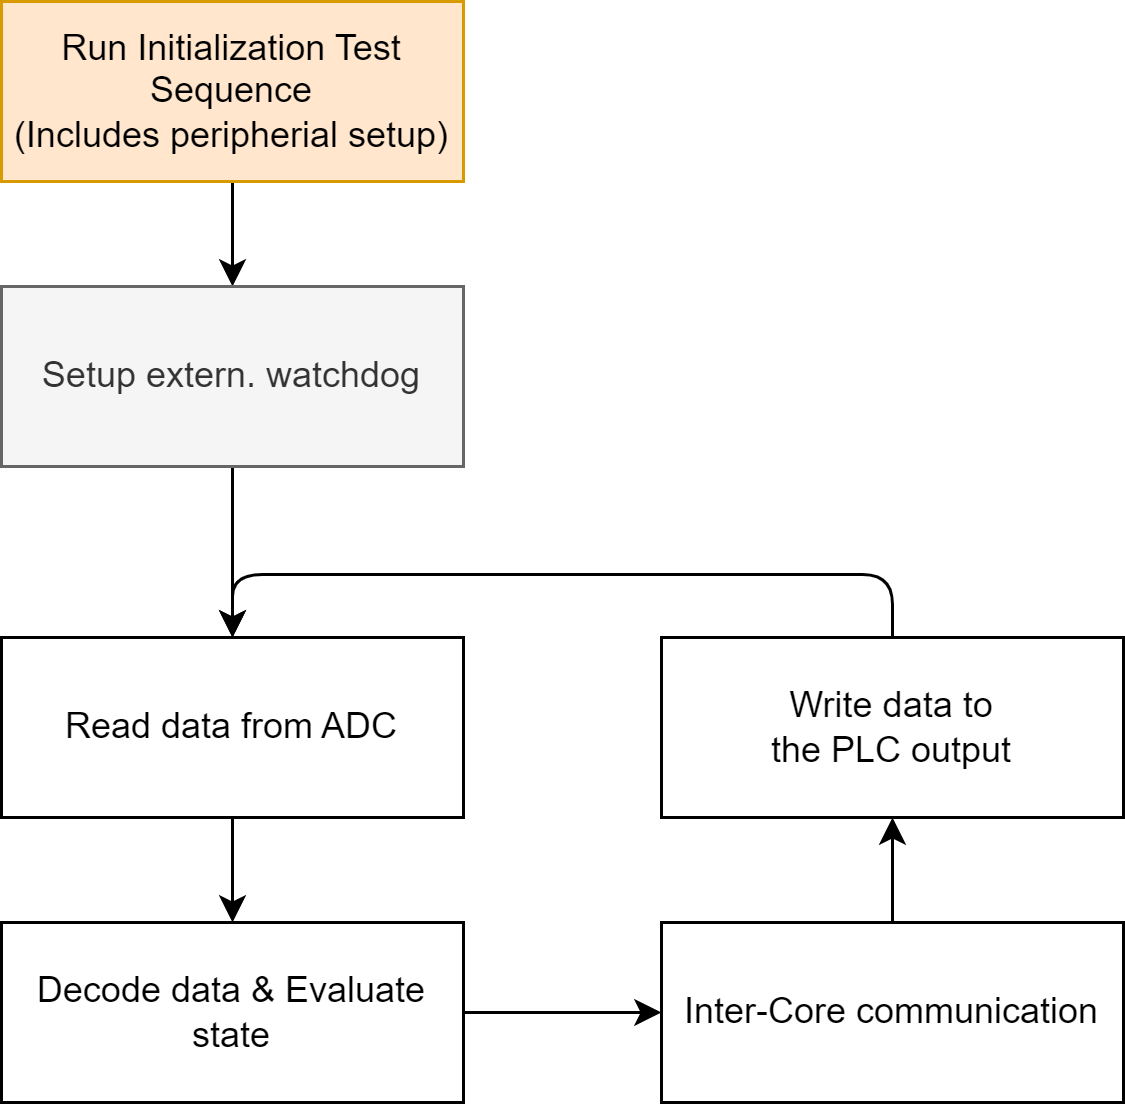 Run Initialization Test
Sequence
(Includes peripherial setup)
Setup extern. watchdog
Read data from ADC
Write data to
the PLC output
Decode data & Evaluate
state
Inter-Core communication